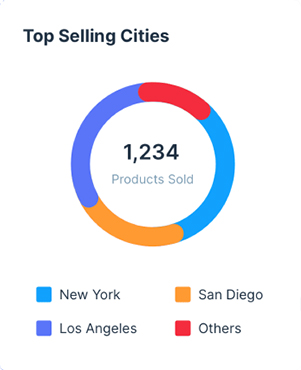 Top Selling Cities
1,234
Products Sold
New York
San Diego
Los Angeles
Others